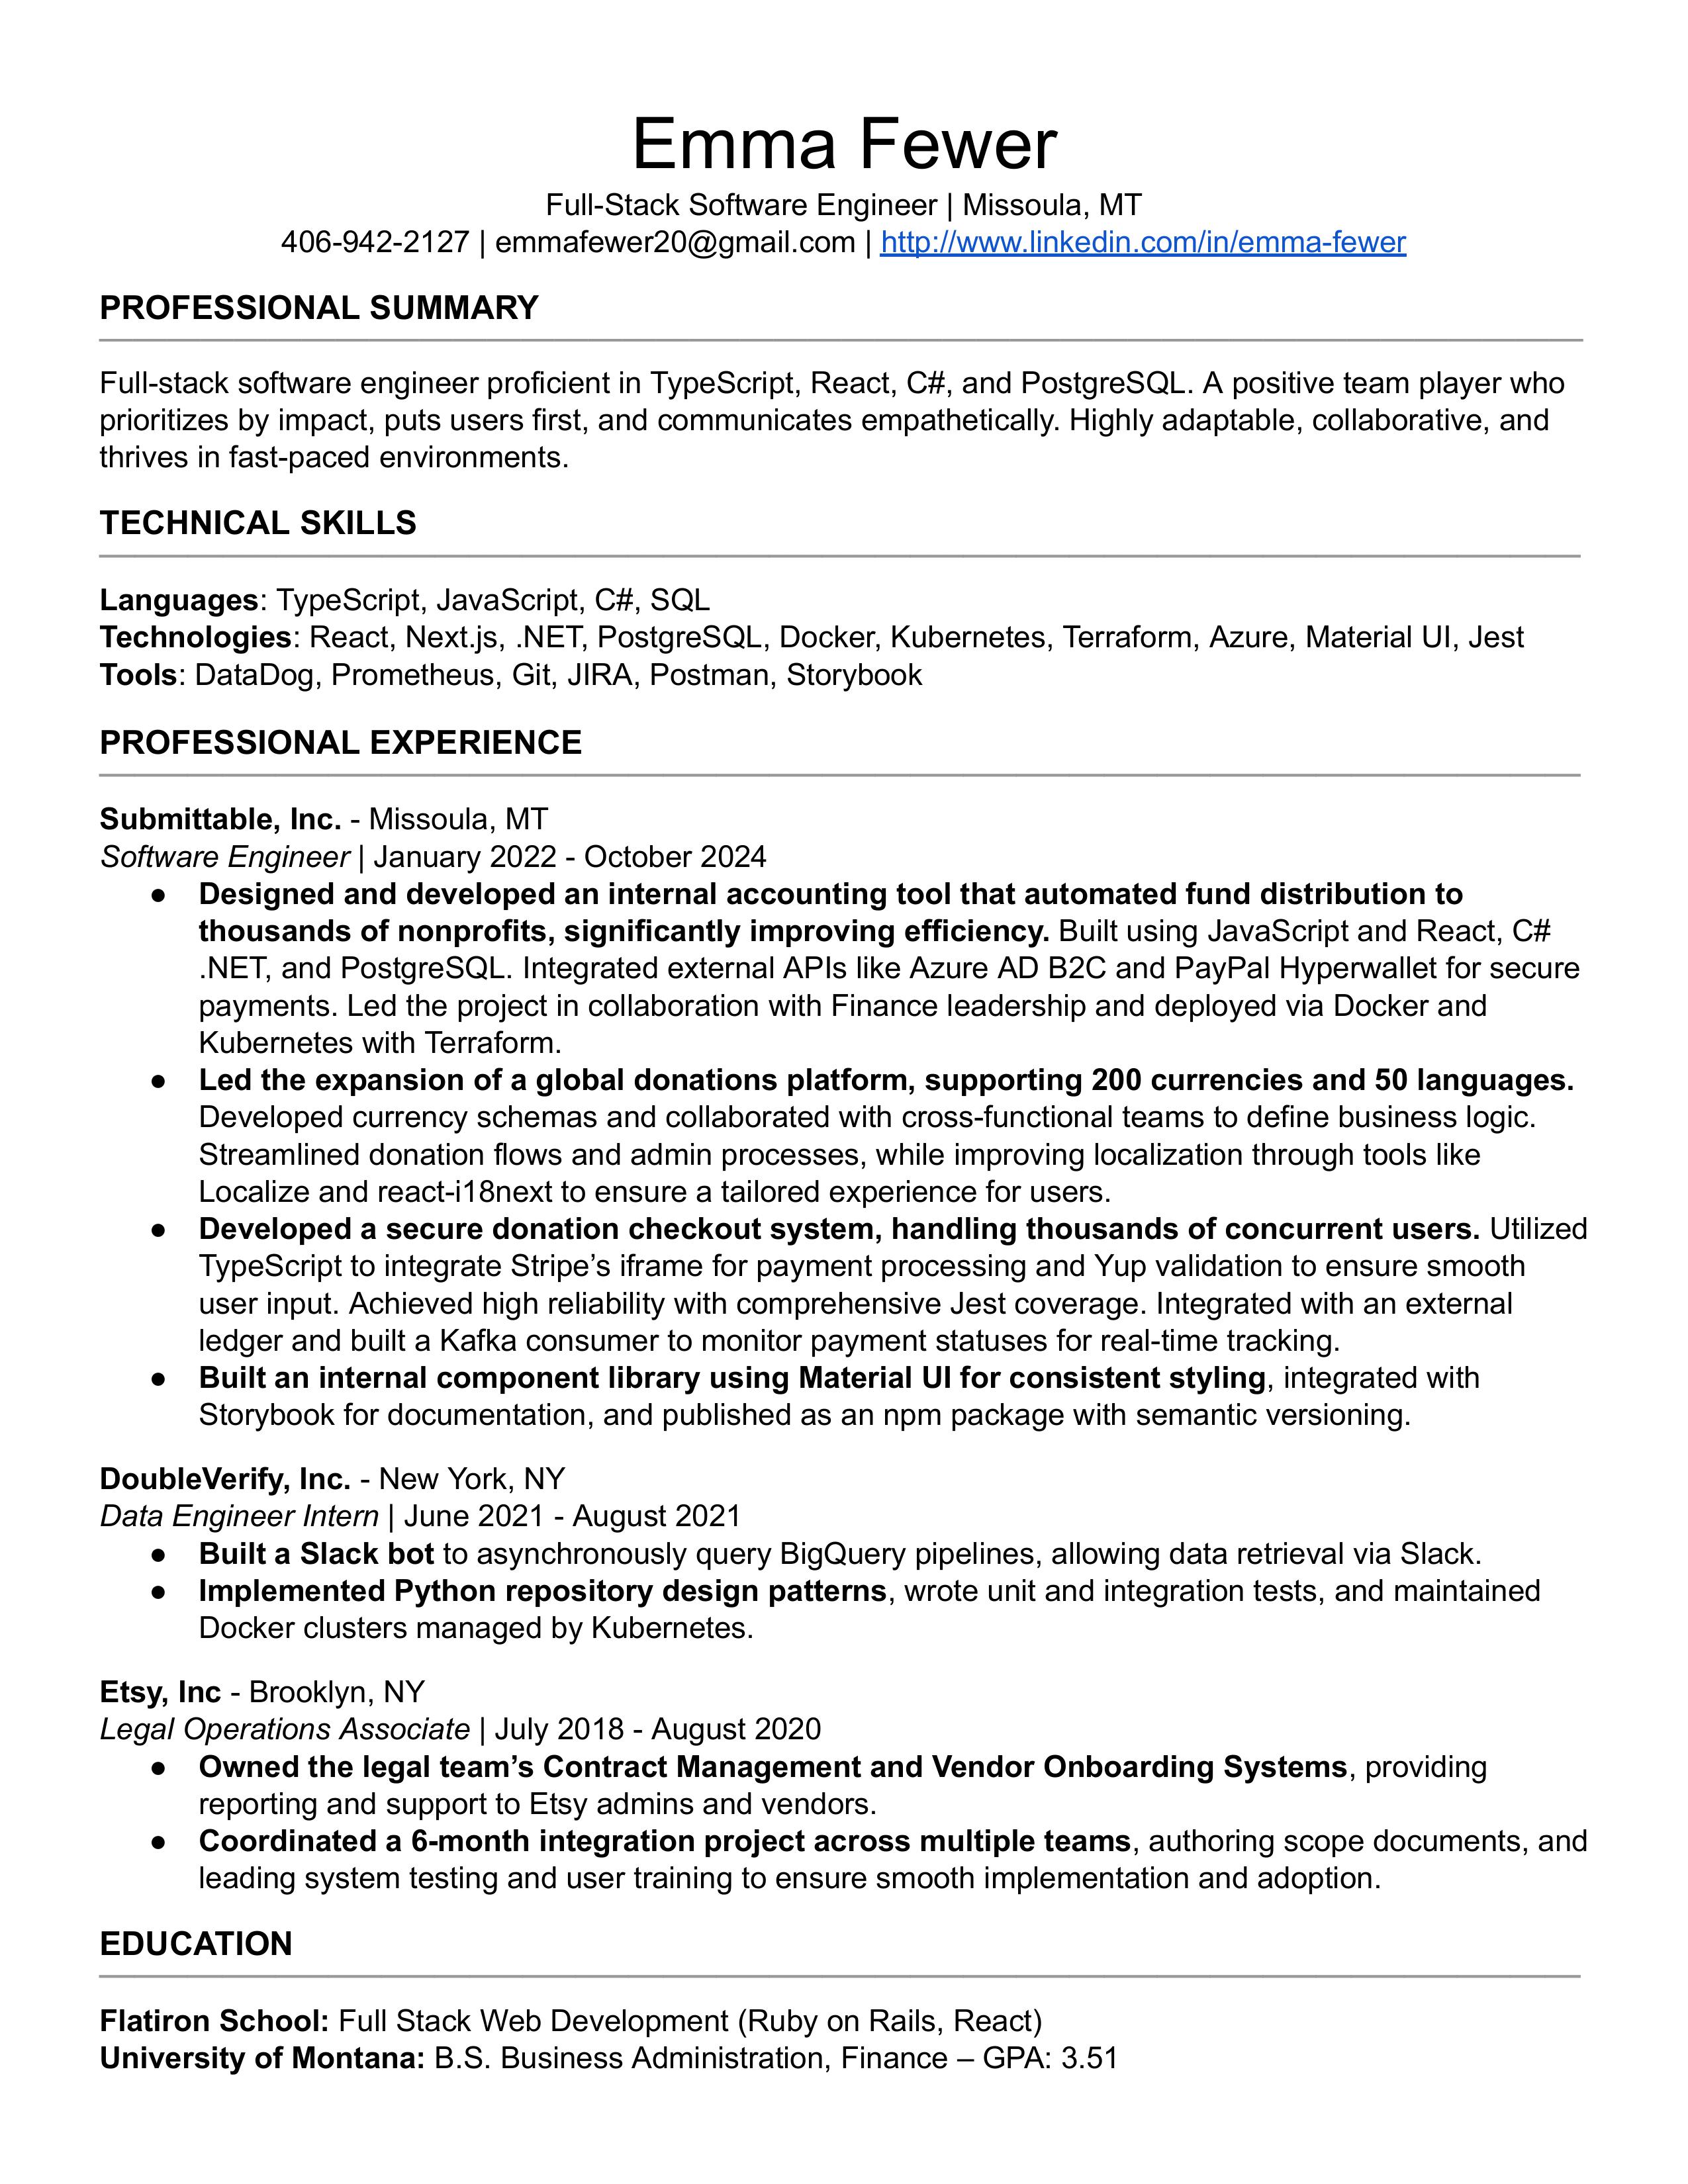 Emma Fewer
Full-Stack Software Engineer | Missoula, MT
406-942-2127 | emmafewer20@gmail.com | http://www.linkedin.com/in/emma-fewer
PROFESSIONAL SUMMARY
Full-stack software engineer proficient in TypeScript, React, C#, and PostgreSQL. A positive team player who
prioritizes by impact, puts users first, and communicates empathetically. Highly adaptable, collaborative, and
thrives in fast-paced environments.
TECHNICAL SKILLS
Languages: TypeScript, JavaScript, C#, SQL
Technologies: React, Next.js, .NET, PostgreSQL, Docker, Kubernetes, Terraform, Azure, Material UI, Jest
Tools: DataDog, Prometheus, Git, JIRA, Postman, Storybook
PROFESSIONAL EXPERIENCE
Submittable, Inc. - Missoula, MT
Software Engineer | January 2022 - October 2024
● Designed and developed an internal accounting tool that automated fund distribution to
thousands of nonprofits, significantly improving efficiency. Built using JavaScript and React, C#
.NET, and PostgreSQL. Integrated external APIs like Azure AD B2C and PayPal Hyperwallet for secure
payments. Led the project in collaboration with Finance leadership and deployed via Docker and
Kubernetes with Terraform.
● Led the expansion of a global donations platform, supporting 200 currencies and 50 languages.
Developed currency schemas and collaborated with cross-functional teams to define business logic.
Streamlined donation flows and admin processes, while improving localization through tools like
Localize and react-i18next to ensure a tailored experience for users.
● Developed a secure donation checkout system, handling thousands of concurrent users. Utilized
TypeScript to integrate Stripe’s iframe for payment processing and Yup validation to ensure smooth
user input. Achieved high reliability with comprehensive Jest coverage. Integrated with an external
ledger and built a Kafka consumer to monitor payment statuses for real-time tracking.
● Built an internal component library using Material UI for consistent styling, integrated with
Storybook for documentation, and published as an npm package with semantic versioning.
DoubleVerify, Inc. - New York, NY
Data Engineer Intern | June 2021 - August 2021
● Built a Slack bot to asynchronously query BigQuery pipelines, allowing data retrieval via Slack.
● Implemented Python repository design patterns, wrote unit and integration tests, and maintained
Docker clusters managed by Kubernetes.
Etsy, Inc - Brooklyn, NY
Legal Operations Associate | July 2018 - August 2020
● Owned the legal team’s Contract Management and Vendor Onboarding Systems, providing
reporting and support to Etsy admins and vendors.
● Coordinated a 6-month integration project across multiple teams, authoring scope documents, and
leading system testing and user training to ensure smooth implementation and adoption.
EDUCATION
Flatiron School: Full Stack Web Development (Ruby on Rails, React)
University of Montana: B.S. Business Administration, Finance – GPA: 3.51